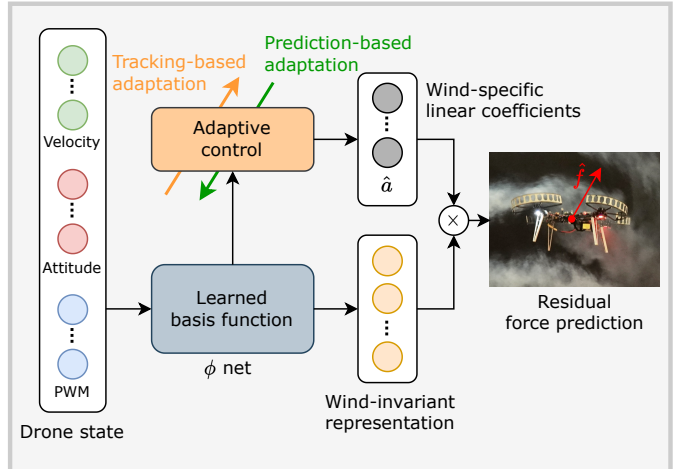 Tracking-based
adaptation
Prediction-based
adaptation
Velocity
Attitude
PWM
Drone state
Adaptive
control
Learned
basis function
ϕ net
Wind-specific
linear coefficients
â
Wind-invariant
representation
×
f̂
Residual
force prediction